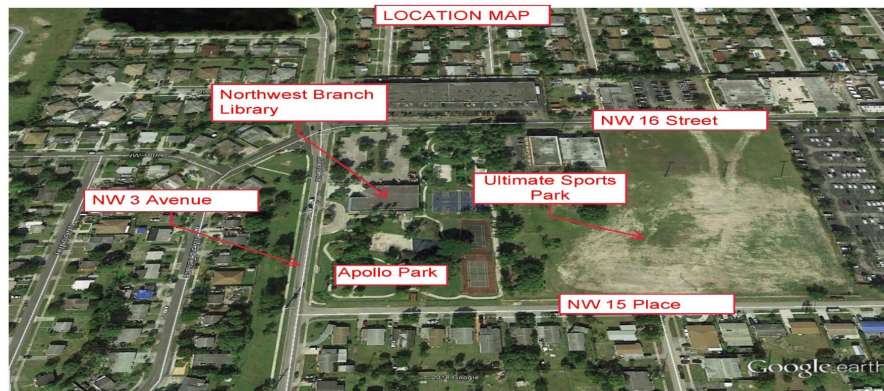 LOCATION MAP
Northwest Branch
Library
NW 16 Street
Ultimate Sports
Park
NW 3 Avenue
Apollo Park
NW 15 Place
Google earth